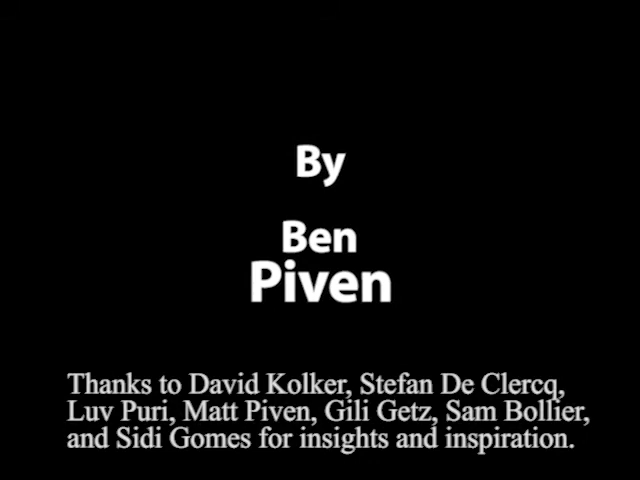 By
Ben
Piven
Thanks to David Kolker, Stefan De Clercq,
Luv Puri, Matt Piven, Gili Getz, Sam Bollier,
and Sidi Gomes for insights and inspiration.